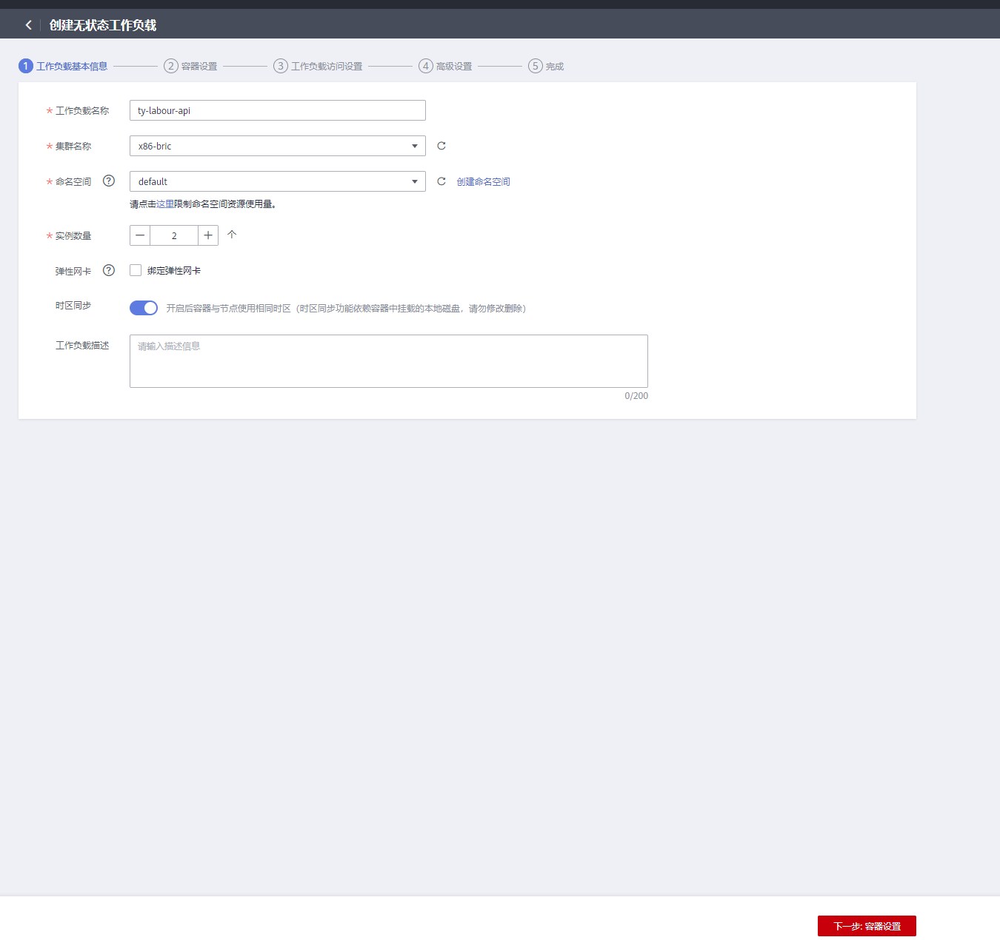 创建无状态工作负载
1 工作负载基本信息 2 容器设置 3 工作负载访问设置 4 高级设置 5 完成
* 工作负载名称 ty-labour-api
* 集群名称 x86-bric
* 命名空间 ? default 创建命名空间
请点击这里限制命名空间资源使用量。
* 实例数量 − 2 + 个
弹性网卡 ? 绑定弹性网卡
时区同步 开启后容器与节点使用相同时区（时区同步功能依赖容器中挂载的本地磁盘，请勿修改删除）
工作负载描述 请输入描述信息
0/200
下一步: 容器设置